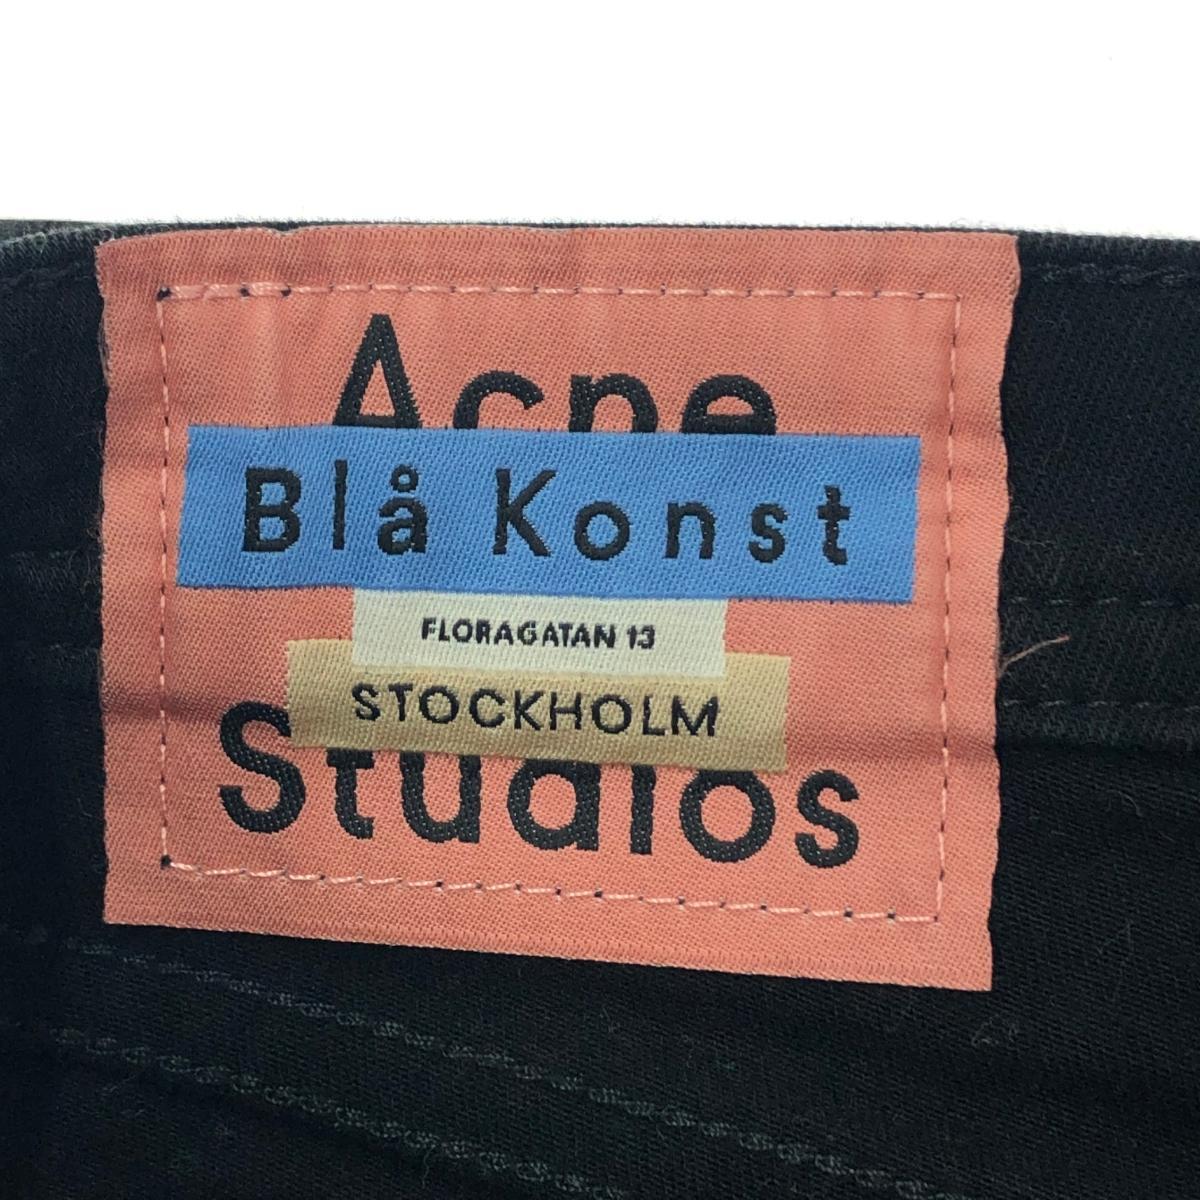 Acne
Blå Konst
FLORAGATAN 13
STOCKHOLM
Studios